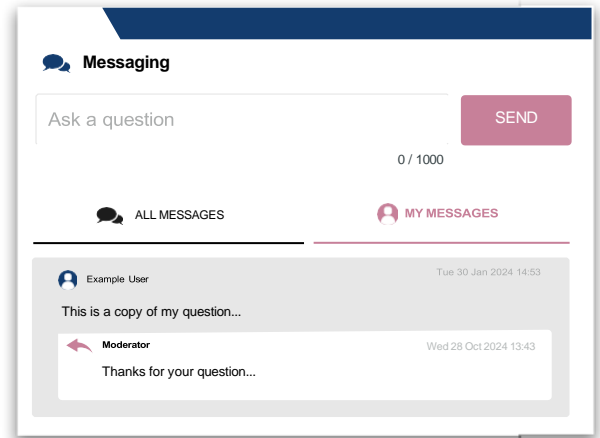 Messaging
Ask a question
SEND
0 / 1000
ALL MESSAGES
MY MESSAGES
Example User
Tue 30 Jan 2024 14:53
This is a copy of my question...
Moderator
Wed 28 Oct 2024 13:43
Thanks for your question...